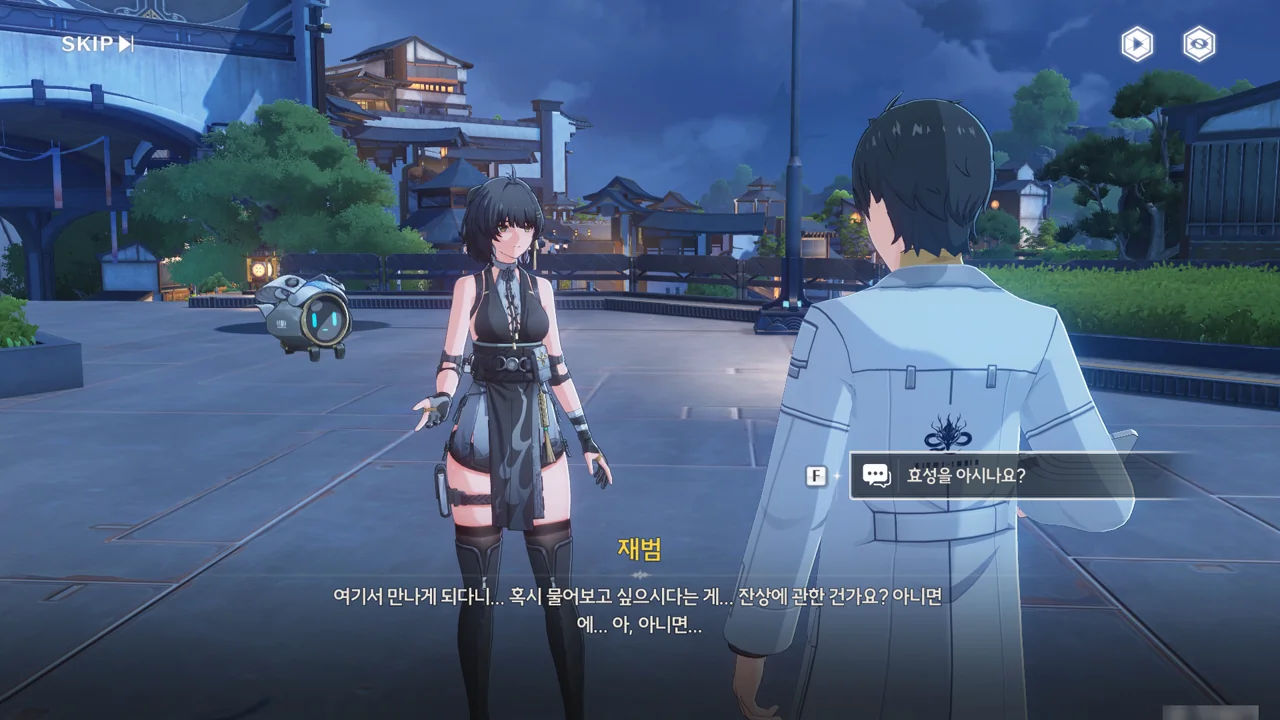 SKIP
F
효성을 아시나요?
재범
여기서 만나게 되다니... 혹시 물어보고 싶으시다는 게... 잔상에 관한 건가요? 아니면
에... 아, 아니면...